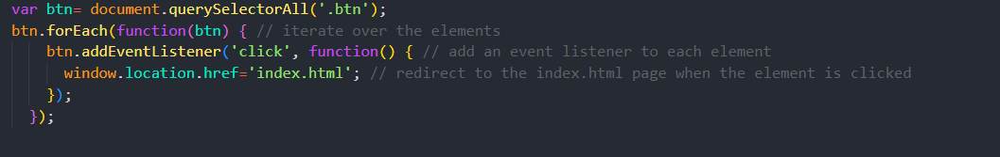 var btn= document.querySelectorAll('.btn');
btn.forEach(function(btn) { // iterate over the elements
    btn.addEventListener('click', function() { // add an event listener to each element
      window.location.href='index.html'; // redirect to the index.html page when the element is clicked
    });
  });